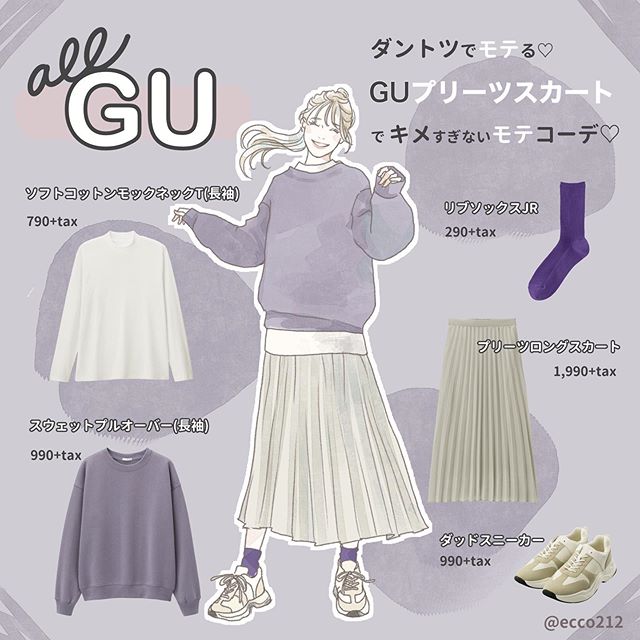 all
GU
ダントツでモテる♡
GUプリーツスカート
で キメすぎないモテコーデ♡
ソフトコットンモックネックT(長袖)
790+tax
リブソックスJR
290+tax
プリーツロングスカート
1,990+tax
スウェットプルオーバー(長袖)
990+tax
ダッドスニーカー
990+tax
@ecco212